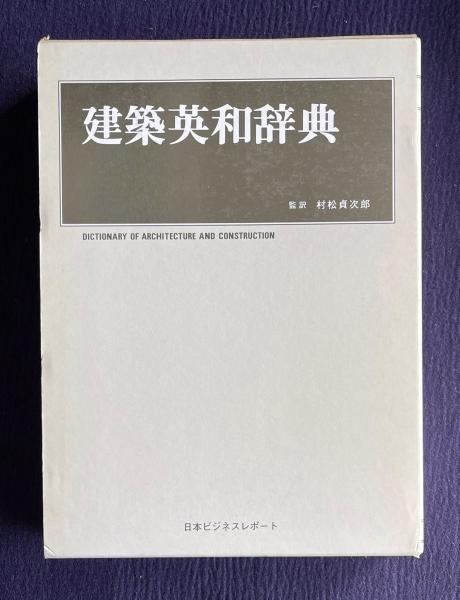 建築英和辞典
監訳 村松貞次郎
DICTIONARY OF ARCHITECTURE AND CONSTRUCTION
日本ビジネスレポート